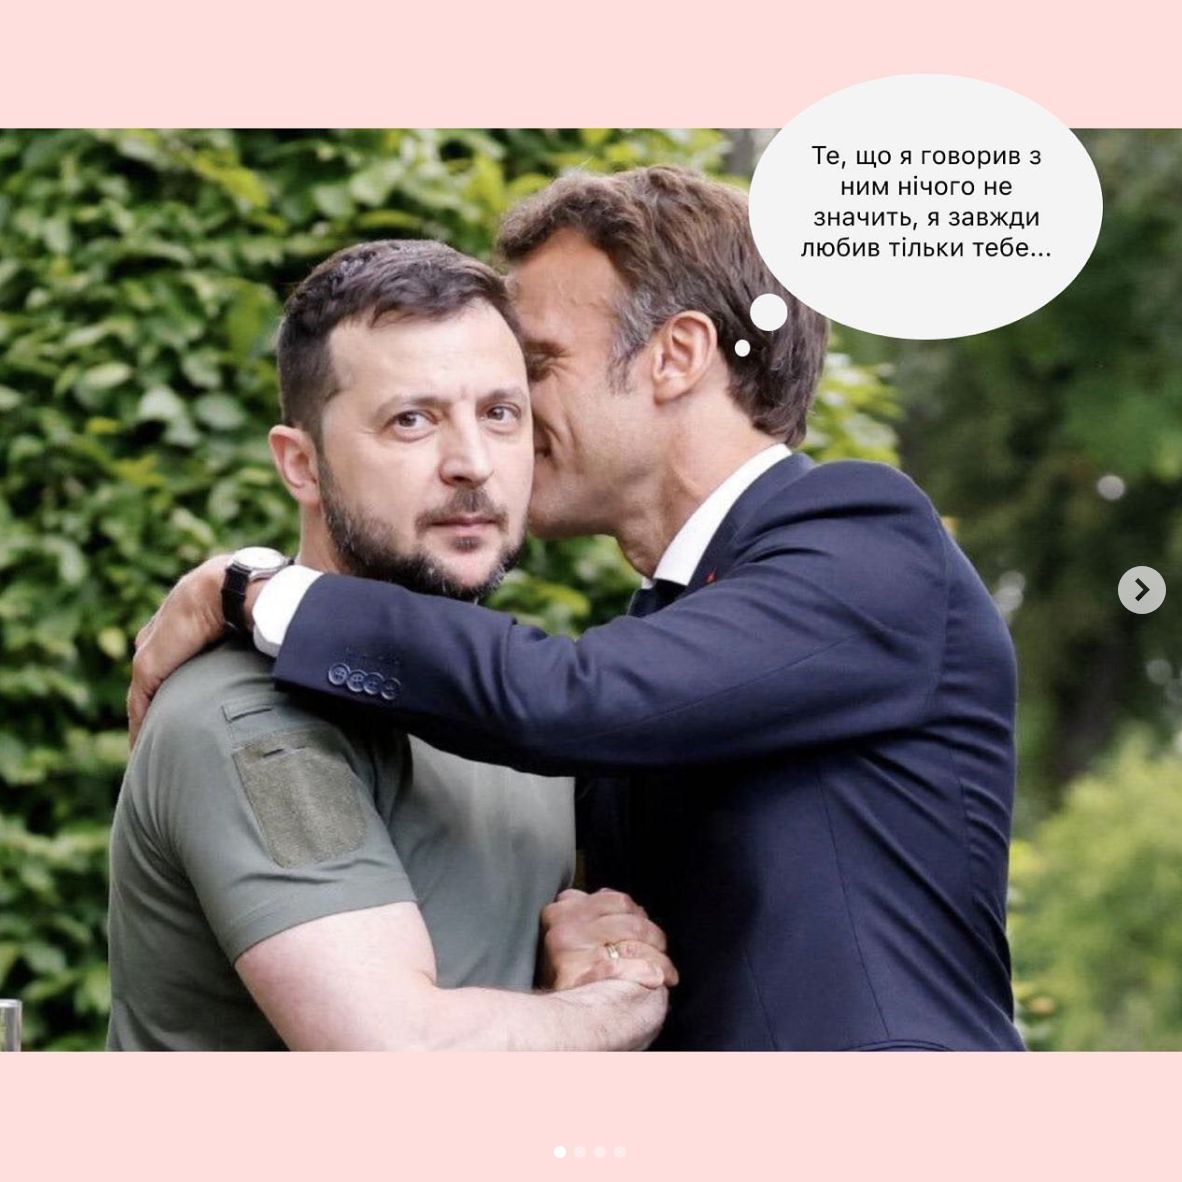 Те, що я говорив з
ним нічого не
значить, я завжди
любив тільки тебе...